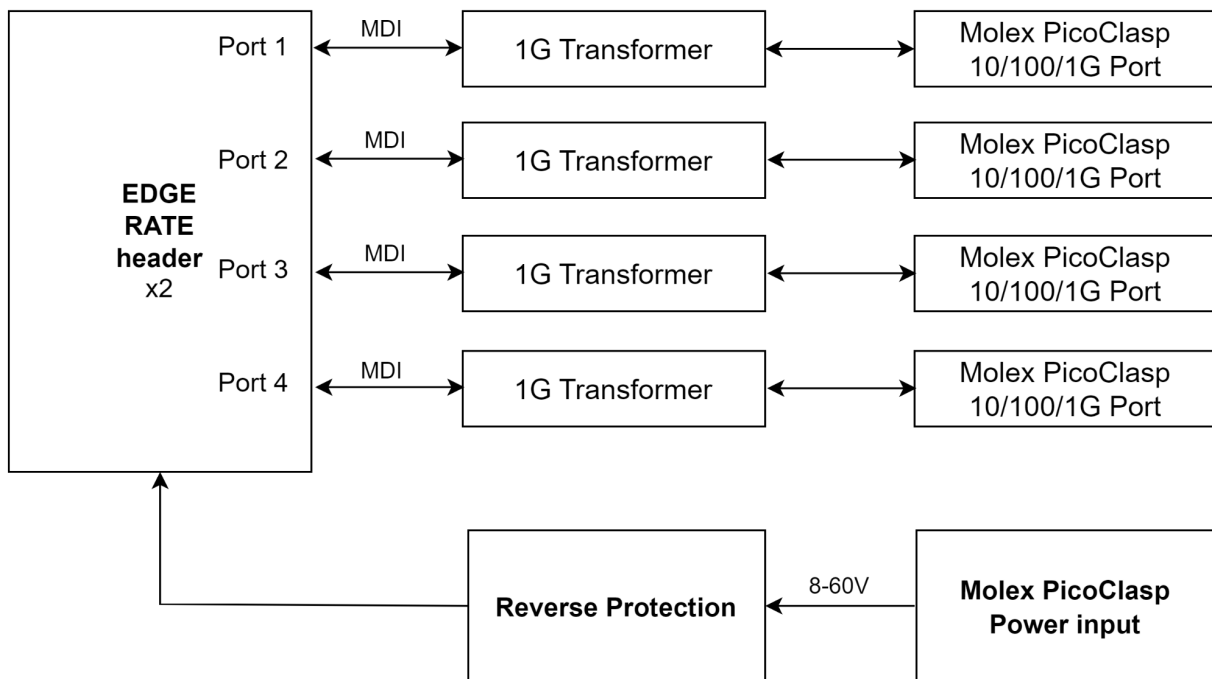 Port 1
MDI
1G Transformer
Molex PicoClasp
10/100/1G Port
Port 2
MDI
1G Transformer
Molex PicoClasp
10/100/1G Port
EDGE
RATE
header
x2
Port 3
MDI
1G Transformer
Molex PicoClasp
10/100/1G Port
Port 4
MDI
1G Transformer
Molex PicoClasp
10/100/1G Port
Reverse Protection
8-60V
Molex PicoClasp
Power input